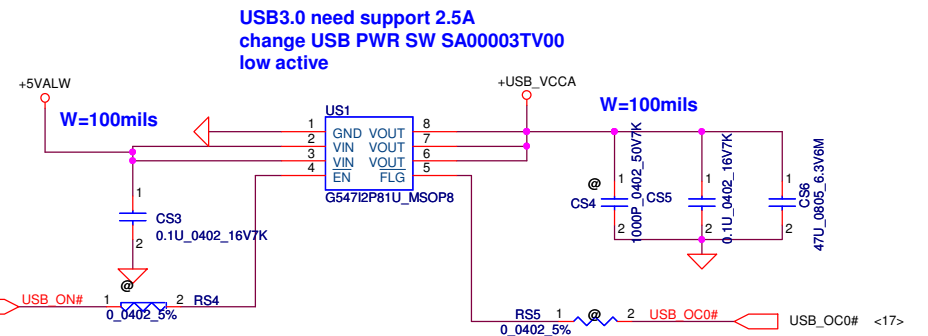 USB3.0 need support 2.5A
change USB PWR SW SA00003TV00
low active
+5VALW
W=100mils
+USB_VCCA
W=100mils
US1
1 GND VOUT 8
2 VIN VOUT 7
3 VIN VOUT 6
4 EN FLG 5
G547I2P81U_MSOP8
1
CS3
0.1U_0402_16V7K
2
@
1
CS4
1000P_0402_50V7K
2
1
CS5
0.1U_0402_16V7K
2
1
CS6
47U_0805_6.3V6M
2
USB_ON# 1 @ 2 RS4
0_0402_5%
RS5 1 @ 2 USB_OC0# USB_OC0# <17>
0_0402_5%